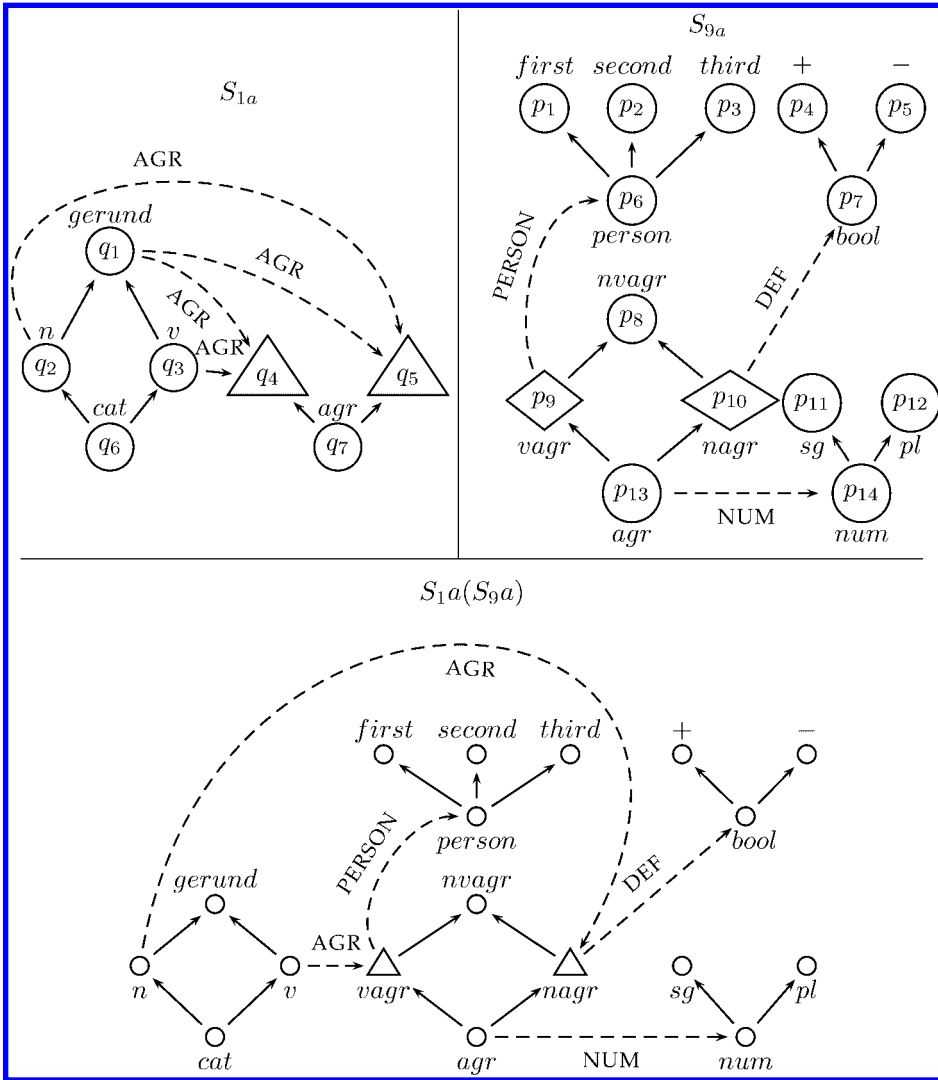 S1a
AGR
gerund
q1
AGR
AGR
n
v
AGR
q2
q3
q4
q5
cat
agr
q6
q7
S9a
first second third + −
p1 p2 p3 p4 p5
p6 p7
person bool
PERSON
DEF
nvagr
p8
p9 p10 p11 p12
vagr nagr sg pl
p13 p14
NUM
agr num
S1a(S9a)
AGR
first second third + −
person bool
PERSON
DEF
gerund nvagr
AGR
n v vagr nagr sg pl
cat agr NUM num